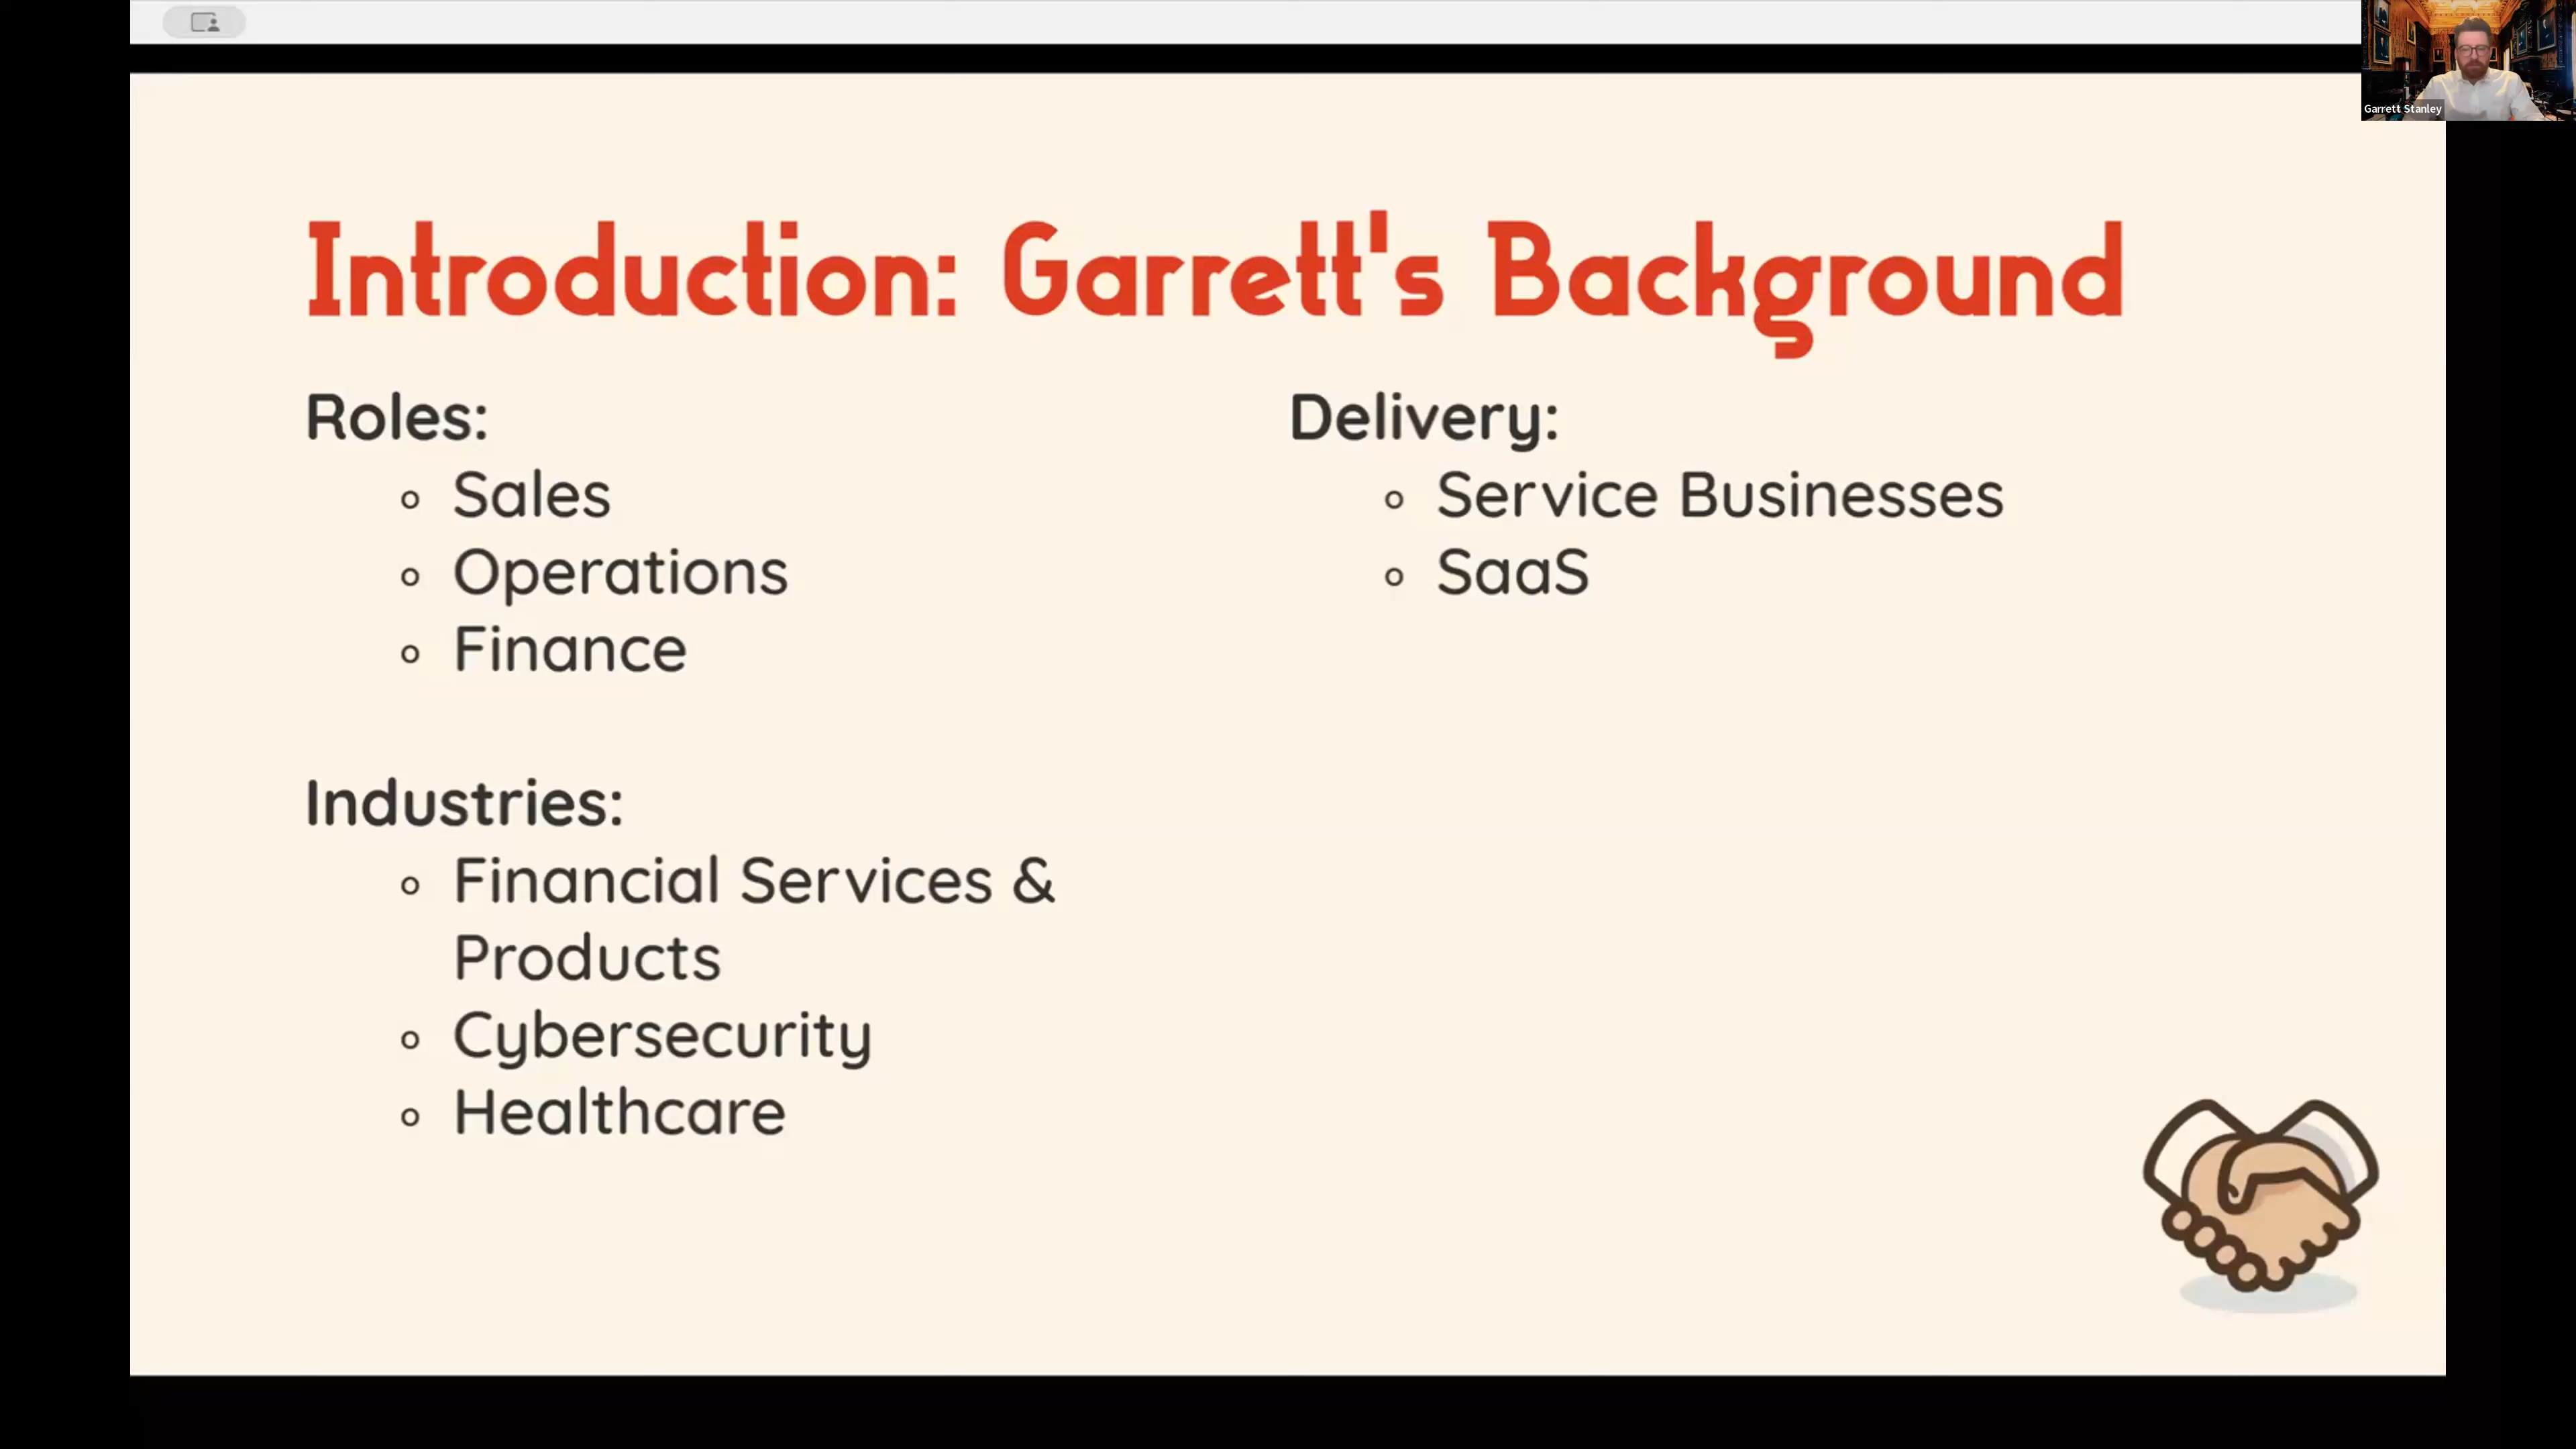 Garrett Stanley
Introduction: Garrett's Background
Roles:
Sales
Operations
Finance
Industries:
Financial Services &
Products
Cybersecurity
Healthcare
Delivery:
Service Businesses
SaaS